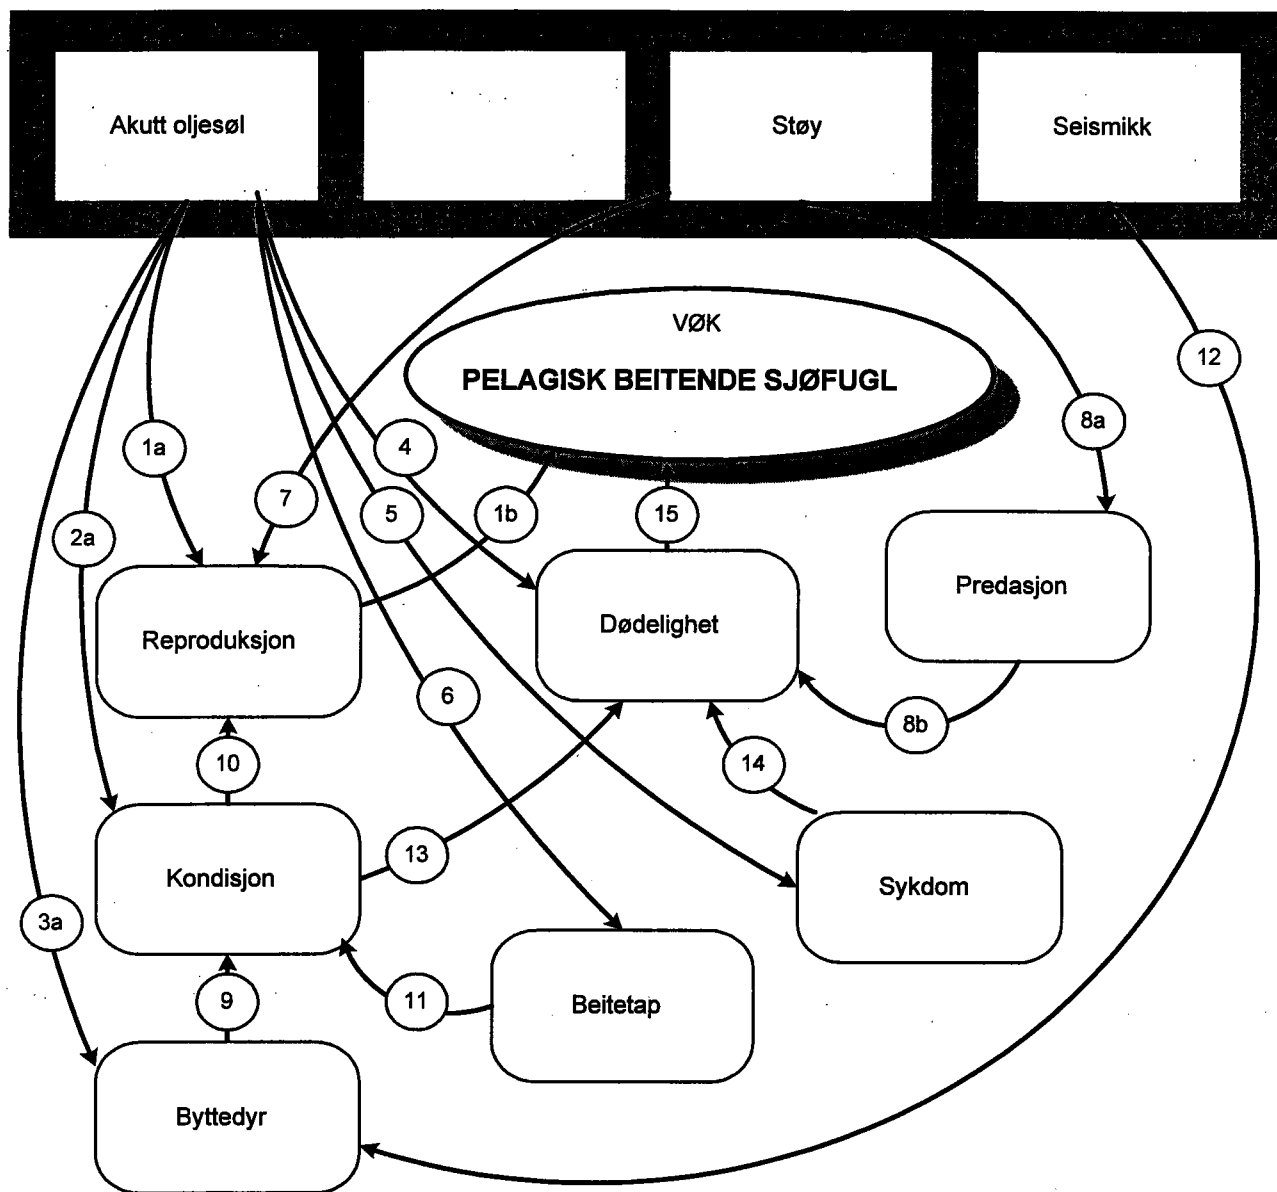 Akutt oljesøl
Støy
Seismikk
VØK
PELAGISK BEITENDE SJØFUGL
12
8a
1a
4
7
5
1b
15
2a
Reproduksjon
Dødelighet
Predasjon
6
8b
10
14
13
Kondisjon
Sykdom
3a
9
11
Beitetap
Byttedyr